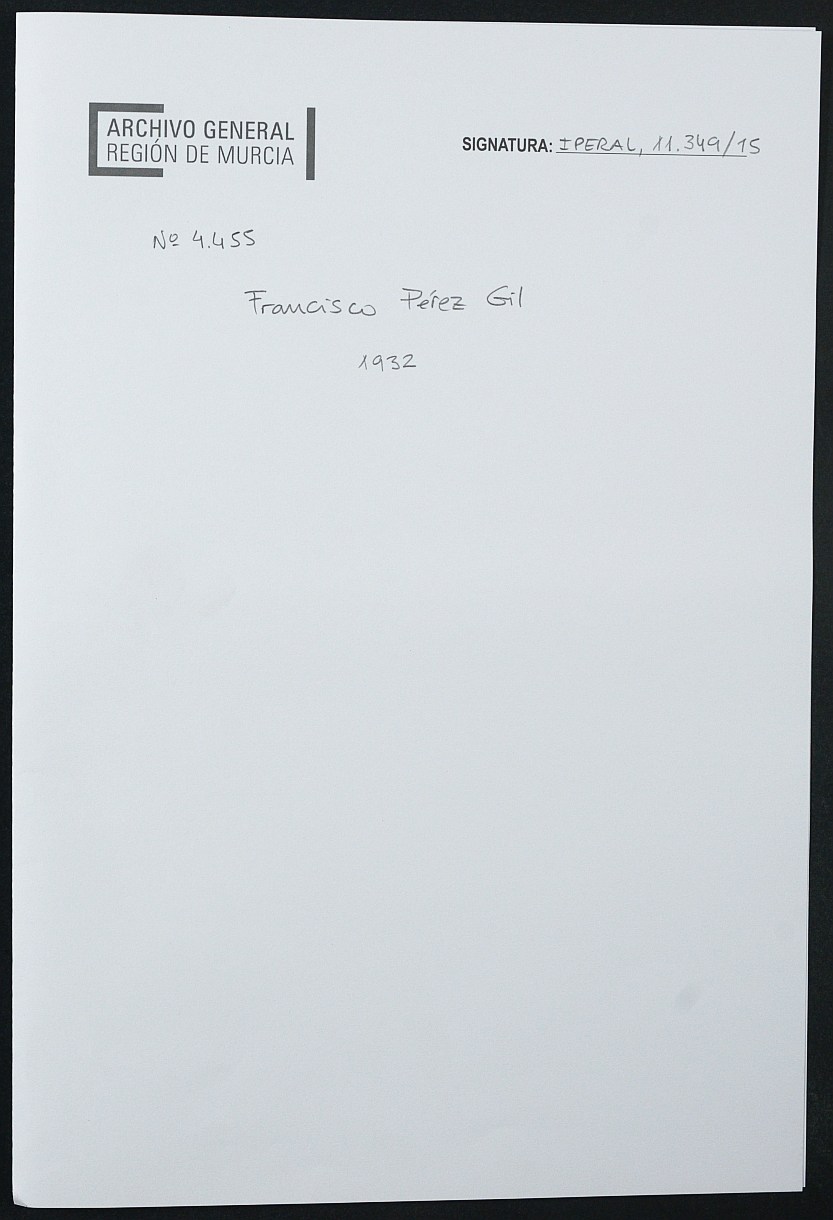 ARCHIVO GENERAL
REGIÓN DE MURCIA
SIGNATURA: IPERAL, 11.349/15
Nº 4.455
Francisco Pérez Gil
1932